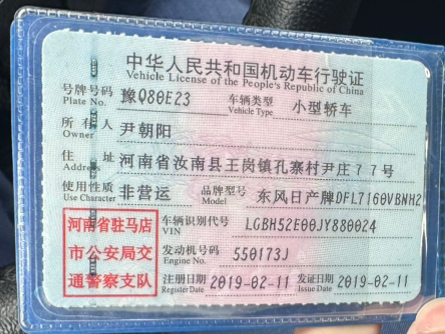 中华人民共和国机动车行驶证
Vehicle License of the People's Republic of China
号牌号码 豫Q80E23 车辆类型 小型轿车
Plate No. Vehicle Type
所有人 尹朝阳
Owner
住址 河南省汝南县王岗镇孔寨村尹庄77号
Address
使用性质 非营运 品牌型号 东风日产牌DFL7160VBNH2
Use Character Model
河南省驻马店
市公安局交
通警察支队
车辆识别代号 LGBH52E00JY880024
VIN
发动机号码 550173J
Engine No.
注册日期 2019-02-11 发证日期 2019-02-11
Register Date Issue Date